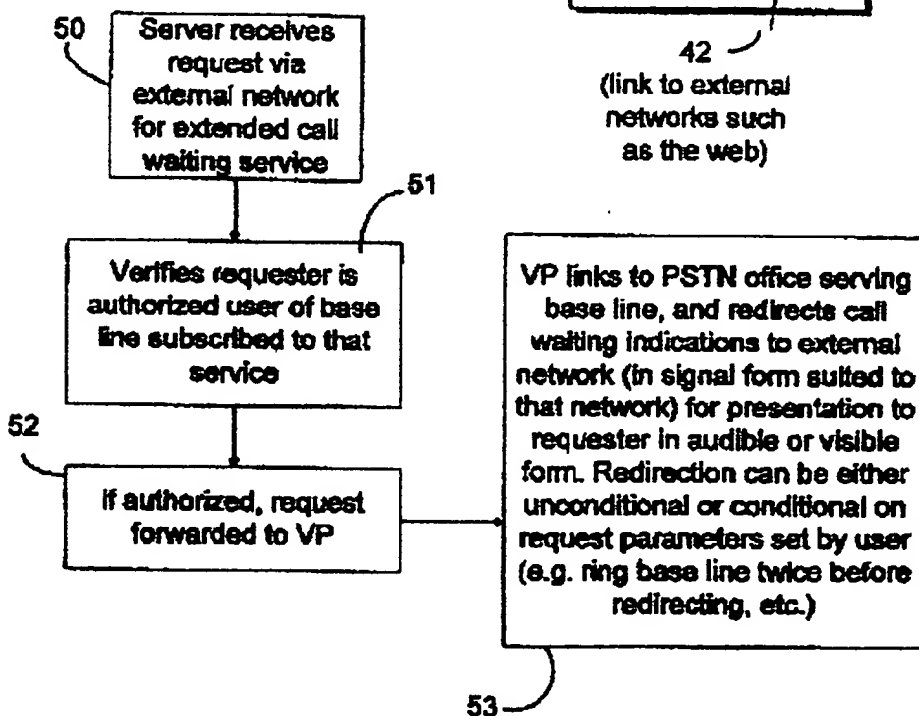 50
Server receives
request via
external network
for extended call
waiting service
42
(link to external
networks such
as the web)
51
Verifies requester is
authorized user of base
line subscribed to that
service
52
If authorized, request
forwarded to VP
VP links to PSTN office serving
base line, and redirects call
waiting indications to external
network (in signal form suited to
that network) for presentation to
requester in audible or visible
form. Redirection can be either
unconditional or conditional on
request parameters set by user
(e.g. ring base line twice before
redirecting, etc.)
53